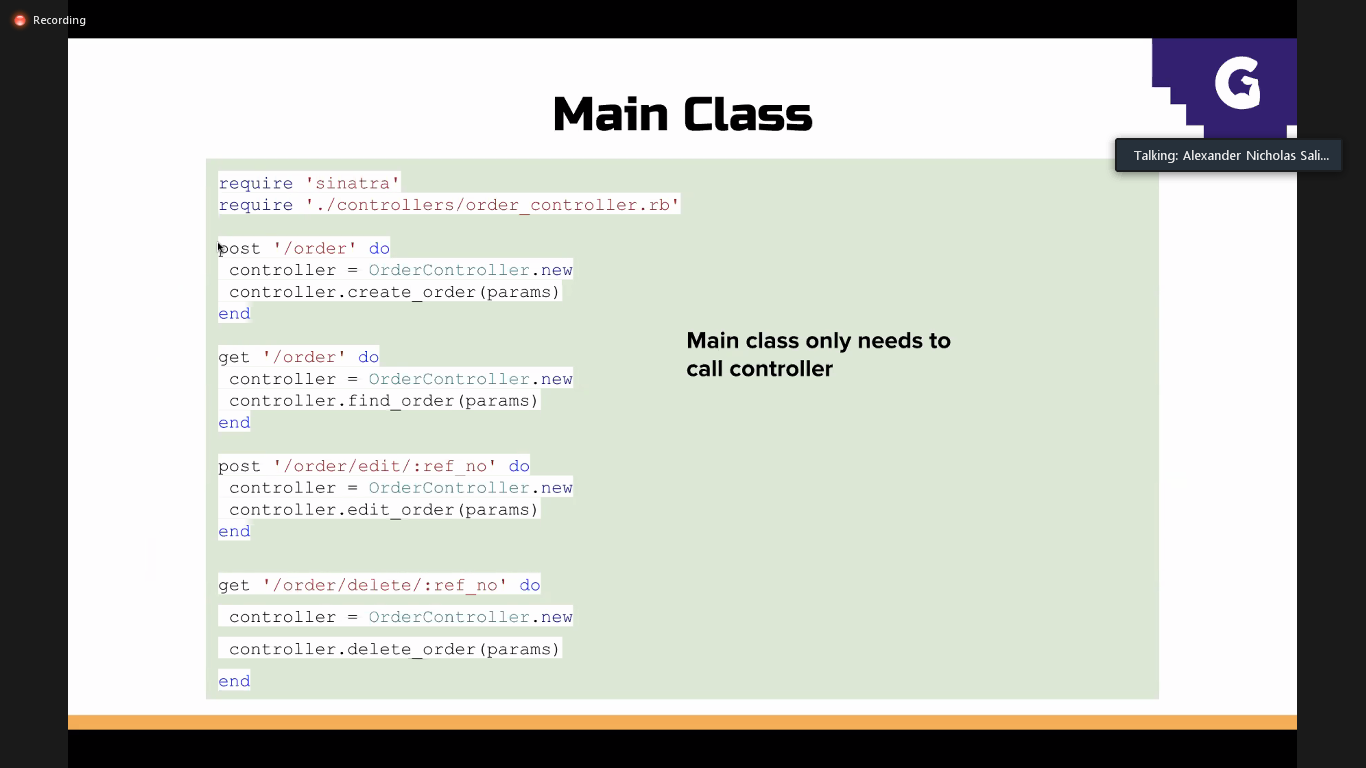 Recording
G
Main Class
Talking: Alexander Nicholas Sali...
require 'sinatra'
require './controllers/order_controller.rb'
post '/order' do
controller = OrderController.new
controller.create_order(params)
end
get '/order' do
controller = OrderController.new
controller.find_order(params)
end
Main class only needs to
call controller
post '/order/edit/:ref_no' do
controller = OrderController.new
controller.edit_order(params)
end
get '/order/delete/:ref_no' do
controller = OrderController.new
controller.delete_order(params)
end